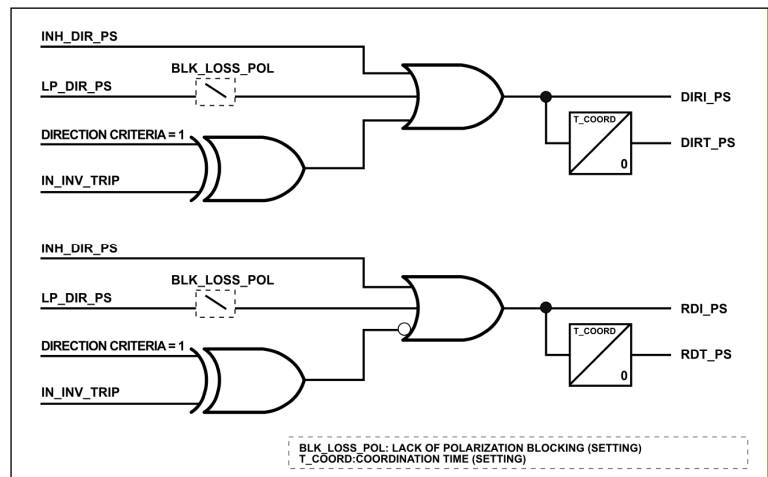 INH_DIR_PS
BLK_LOSS_POL
LP_DIR_PS
DIRI_PS
T_COORD
0
DIRT_PS
DIRECTION CRITERIA = 1
IN_INV_TRIP
INH_DIR_PS
BLK_LOSS_POL
LP_DIR_PS
RDI_PS
T_COORD
0
RDT_PS
DIRECTION CRITERIA = 1
IN_INV_TRIP
BLK_LOSS_POL: LACK OF POLARIZATION BLOCKING (SETTING)
T_COORD:COORDINATION TIME (SETTING)